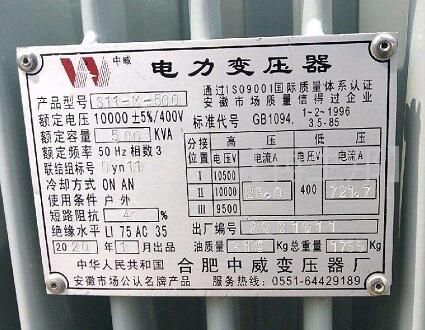 中威
电力变压器
通过ISO9001国际质量体系认证
安徽市场质量信得过企业
产品型号 S11-M-500
额定电压 10000±5%/400V
标准代号 GB1094. 1-2-1996
3.5-85
额定容量 500 KVA
额定频率 50Hz 相数3
联结组标号 Dyn11
冷却方式 ONAN
使用条件 户外
短路阻抗 4 %
绝缘水平 LI 75 AC 35
2020年1月出品
分接位置 高压 低压
电压V 电流A 电压V 电流A
I 10500
II 10000 400 721.7
III 9500
出厂编号
油质量 Kg 总重量 Kg
中华人民共和国
安徽市场公认名牌产品
合肥中威变压器厂
服务热线:0551-64429189